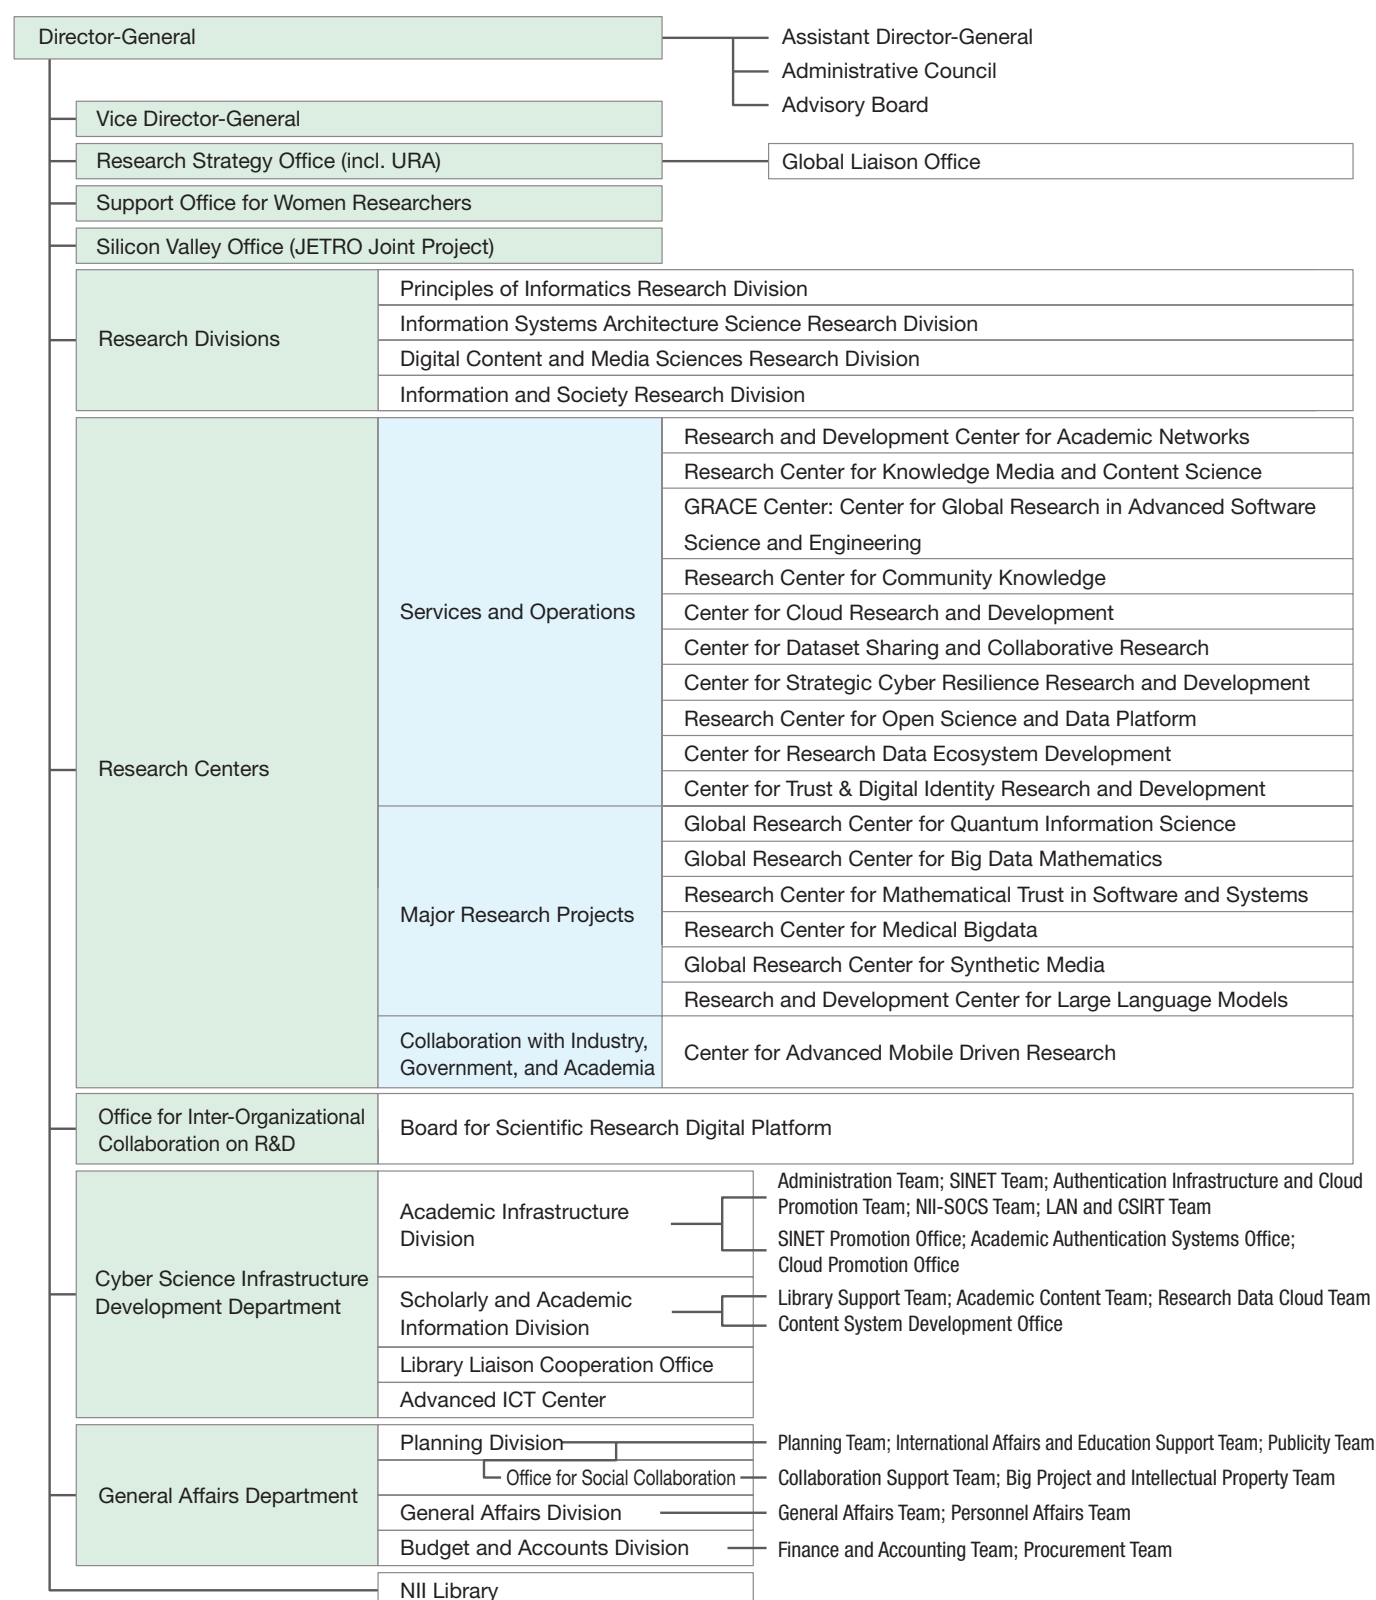 Director-General
Assistant Director-General
Administrative Council
Advisory Board
Vice Director-General
Research Strategy Office (incl. URA)
Global Liaison Office
Support Office for Women Researchers
Silicon Valley Office (JETRO Joint Project)
Research Divisions
Principles of Informatics Research Division
Information Systems Architecture Science Research Division
Digital Content and Media Sciences Research Division
Information and Society Research Division
Research Centers
Services and Operations
Research and Development Center for Academic Networks
Research Center for Knowledge Media and Content Science
GRACE Center: Center for Global Research in Advanced Software
Science and Engineering
Research Center for Community Knowledge
Center for Cloud Research and Development
Center for Dataset Sharing and Collaborative Research
Center for Strategic Cyber Resilience Research and Development
Research Center for Open Science and Data Platform
Center for Research Data Ecosystem Development
Center for Trust & Digital Identity Research and Development
Major Research Projects
Global Research Center for Quantum Information Science
Global Research Center for Big Data Mathematics
Research Center for Mathematical Trust in Software and Systems
Research Center for Medical Bigdata
Global Research Center for Synthetic Media
Research and Development Center for Large Language Models
Collaboration with Industry,
Government, and Academia
Center for Advanced Mobile Driven Research
Office for Inter-Organizational
Collaboration on R&D
Board for Scientific Research Digital Platform
Cyber Science Infrastructure
Development Department
Academic Infrastructure
Division
Administration Team; SINET Team; Authentication Infrastructure and Cloud
Promotion Team; NII-SOCS Team; LAN and CSIRT Team
SINET Promotion Office; Academic Authentication Systems Office;
Cloud Promotion Office
Scholarly and Academic
Information Division
Library Support Team; Academic Content Team; Research Data Cloud Team
Content System Development Office
Library Liaison Cooperation Office
Advanced ICT Center
General Affairs Department
Planning Division
Planning Team; International Affairs and Education Support Team; Publicity Team
Office for Social Collaboration
Collaboration Support Team; Big Project and Intellectual Property Team
General Affairs Division
General Affairs Team; Personnel Affairs Team
Budget and Accounts Division
Finance and Accounting Team; Procurement Team
NII Library